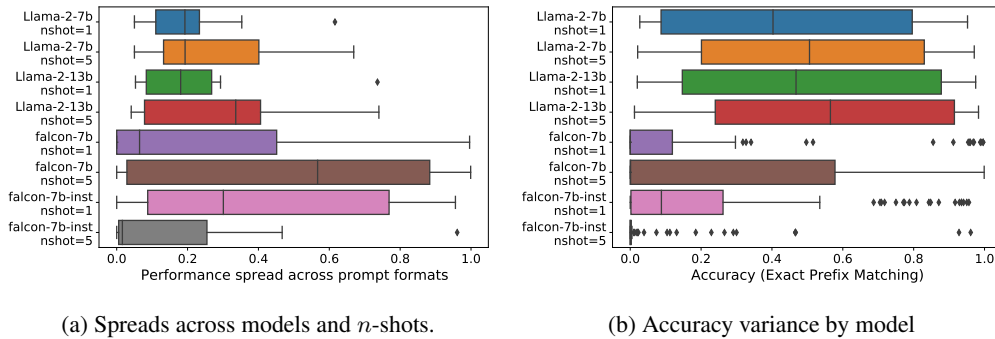 Llama-2-7b
nshot=1
Llama-2-7b
nshot=5
Llama-2-13b
nshot=1
Llama-2-13b
nshot=5
falcon-7b
nshot=1
falcon-7b
nshot=5
falcon-7b-inst
nshot=1
falcon-7b-inst
nshot=5
0.0 0.2 0.4 0.6 0.8 1.0
Performance spread across prompt formats
(a) Spreads across models and n-shots.
Llama-2-7b
nshot=1
Llama-2-7b
nshot=5
Llama-2-13b
nshot=1
Llama-2-13b
nshot=5
falcon-7b
nshot=1
falcon-7b
nshot=5
falcon-7b-inst
nshot=1
falcon-7b-inst
nshot=5
0.0 0.2 0.4 0.6 0.8 1.0
Accuracy (Exact Prefix Matching)
(b) Accuracy variance by model